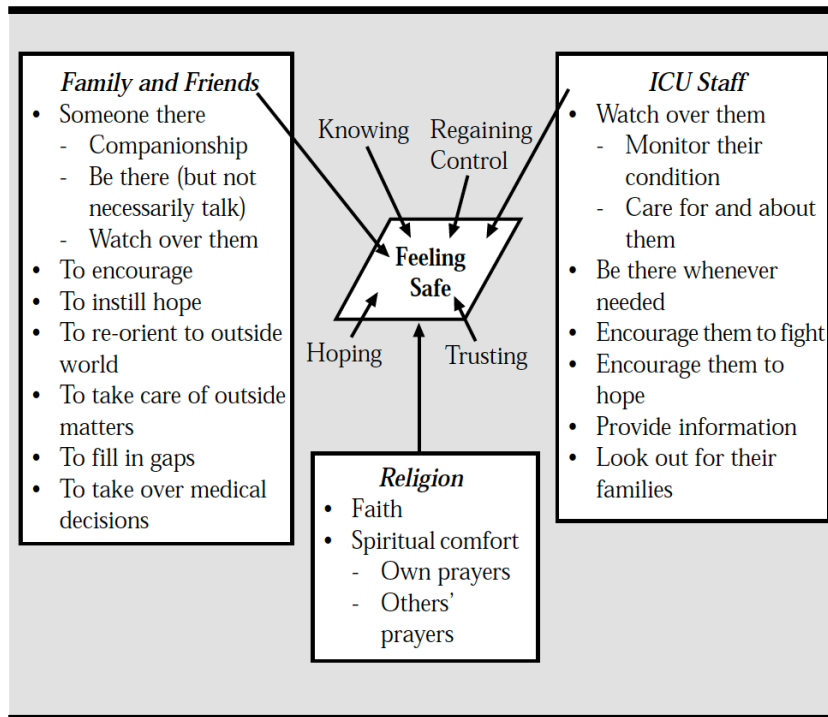 Family and Friends
• Someone there
- Companionship
- Be there (but not
necessarily talk)
- Watch over them
• To encourage
• To instill hope
• To re-orient to outside
world
• To take care of outside
matters
• To fill in gaps
• To take over medical
decisions
Knowing
Regaining
Control
Feeling
Safe
Hoping
Trusting
ICU Staff
• Watch over them
- Monitor their
condition
- Care for and about
them
• Be there whenever
needed
• Encourage them to fight
• Encourage them to
hope
• Provide information
• Look out for their
families
Religion
• Faith
• Spiritual comfort
- Own prayers
- Others’
prayers